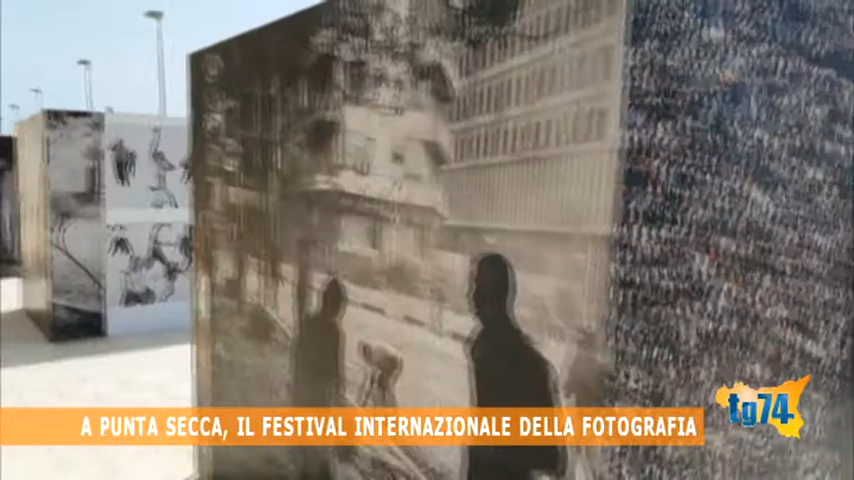 A PUNTA SECCA, IL FESTIVAL INTERNAZIONALE DELLA FOTOGRAFIA
tg74